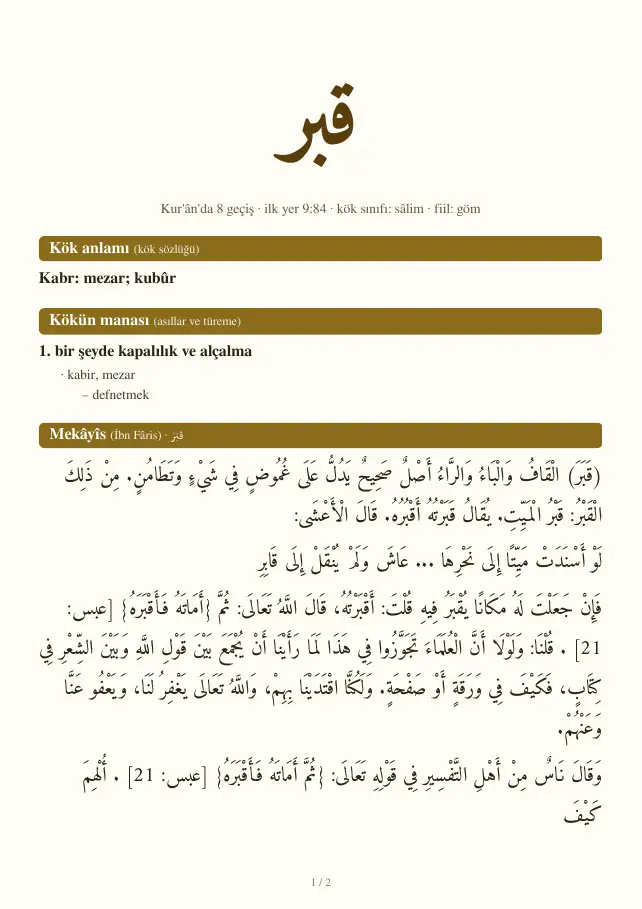 قبر
Kur'ân'da 8 geçiş · ilk yer 9:84 · kök sınıfı: sâlim · fiil: göm
Kök anlamı (kök sözlüğü)
Kabr: mezar; kubûr
Kökün manası (asıllar ve türeme)
1. bir şeyde kapalılık ve alçalma
· kabir, mezar
– defnetmek
Mekâyîs (İbn Fâris) · قبَرَ
(قَبَرَ) الْقَافُ وَالْبَاءُ وَالرَّاءُ أَصْلٌ صَحِيحٌ يَدُلُّ عَلَى غُمُوضٍ فِي شَيْءٍ وَتَطَامُنٍ. مِنْ ذَلِكَ
الْقَبْرُ: قَبْرُ الْمَيِّتِ. يُقَالُ قَبَرْتُهُ أَقْبُرُهُ. قَالَ الْأَعْشَى:
لَوْ أَسْنَدَتْ مَيِّتًا إِلَى نَحْرِهَا ... عَاشَ وَلَمْ يُنْقَلْ إِلَى قَابِرِ
فَإِنْ جَعَلْتَ لَهُ مَكَانًا يُقْبَرُ فِيهِ قُلْتَ: أَقْبَرْتُهُ، قَالَ اللَّهُ تَعَالَى: ثُمَّ {أَمَاتَهُ فَأَقْبَرَهُ} [عبس:
21] . قُلْنَا: وَلَوْلَا أَنَّ الْعُلَمَاءَ تَجَوَّزُوا فِي هَذَا لَمَا رَأَيْنَا أَنْ يُجْمَعَ بَيْنَ قَوْلِ اللَّهِ وَبَيْنَ الشِّعْرِ فِي
كِتَابٍ، فَكَيْفَ فِي وَرَقَةٍ أَوْ صَفْحَةٍ. وَلَكُنَّا اقْتَدَيْنَا بِهِمْ، وَاللَّهُ تَعَالَى يَغْفِرُ لَنَا، وَيَعْفُو عَنَّا
وَعَنْهُمْ.
وَقَالَ نَاسٌ مِنْ أَهْلِ التَّفْسِيرِ فِي قَوْلِهِ تَعَالَى: {ثُمَّ أَمَاتَهُ فَأَقْبَرَهُ} [عبس: 21] . أُلْهِمَ
كَيْفَ
1 / 2